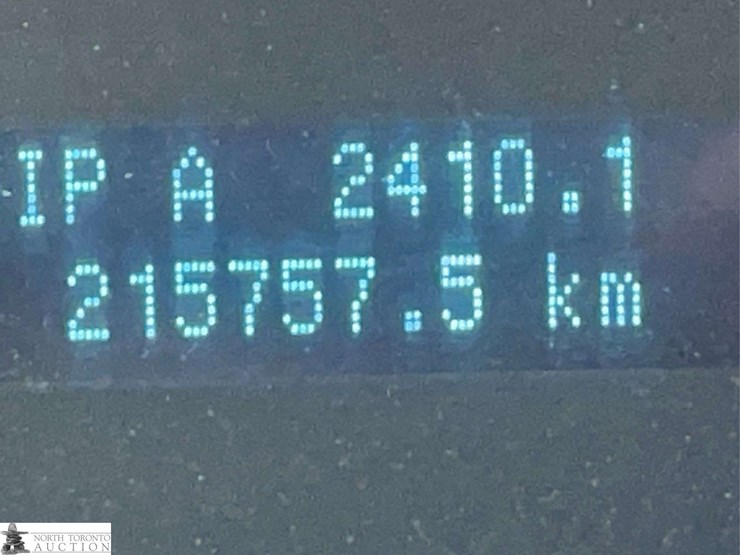 IP A 2410.1
215757.5 km
NORTH TORONTO
AUCTION